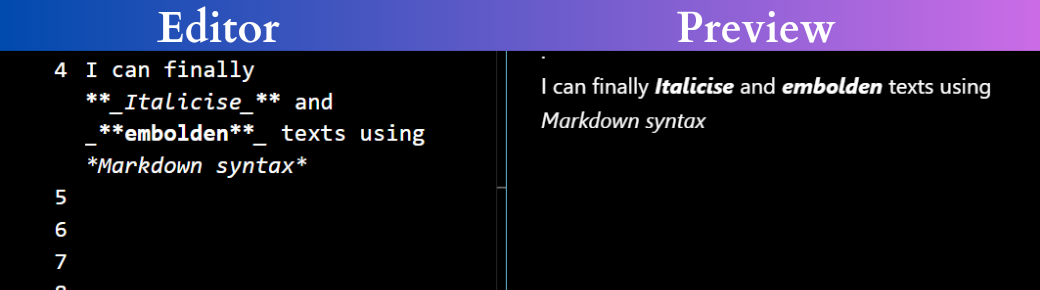 Editor
Preview
4 I can finally
**_Italicise_** and
_**embolden**_ texts using
*Markdown syntax*
5
6
7
I can finally Italicise and embolden texts using
Markdown syntax